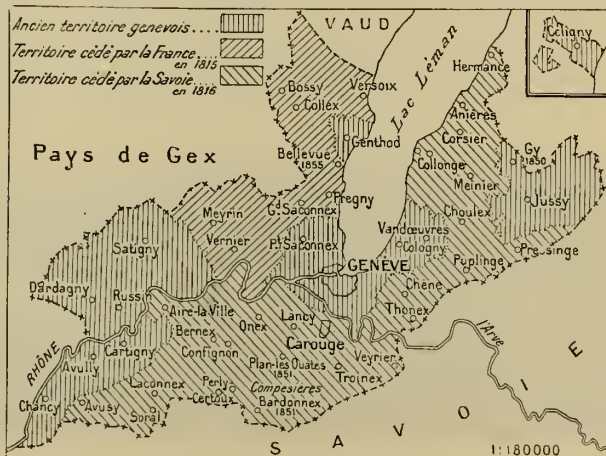 Ancien territoire genevois....
Territoire cédé par la France....
en 1815
Territoire cédé par la Savoie....
en 1816
VAUD
Céligny
Hermance
Lac Léman
Versoix
Bossy
Collex
Anières
Corsier
Genthod
Gy
1850
Pays de Gex
Bellevue
1855
Collonge
Meinier
Jussy
Pregny
Gd. Saconnex
Meyrin
Choulex
Vandœuvres
Cologny
Pt. Saconnex
Vernier
Satigny
Presinge
GENÈVE
Puplinge
Dardagny
Russin
Chêne
Aire-la-Ville
Thonex
Lancy
Onex
l'Arve
Bernex
Carouge
Cartigny
Confignon
RHÔNE
Avully
Plan-les-Ouates
1851
Veyrier
Troinex
Laconnex
Perly
Certoux
Compesières
Bardonnex
1851
Chancy
Avusy
Soral
SAVOIE
1:180000